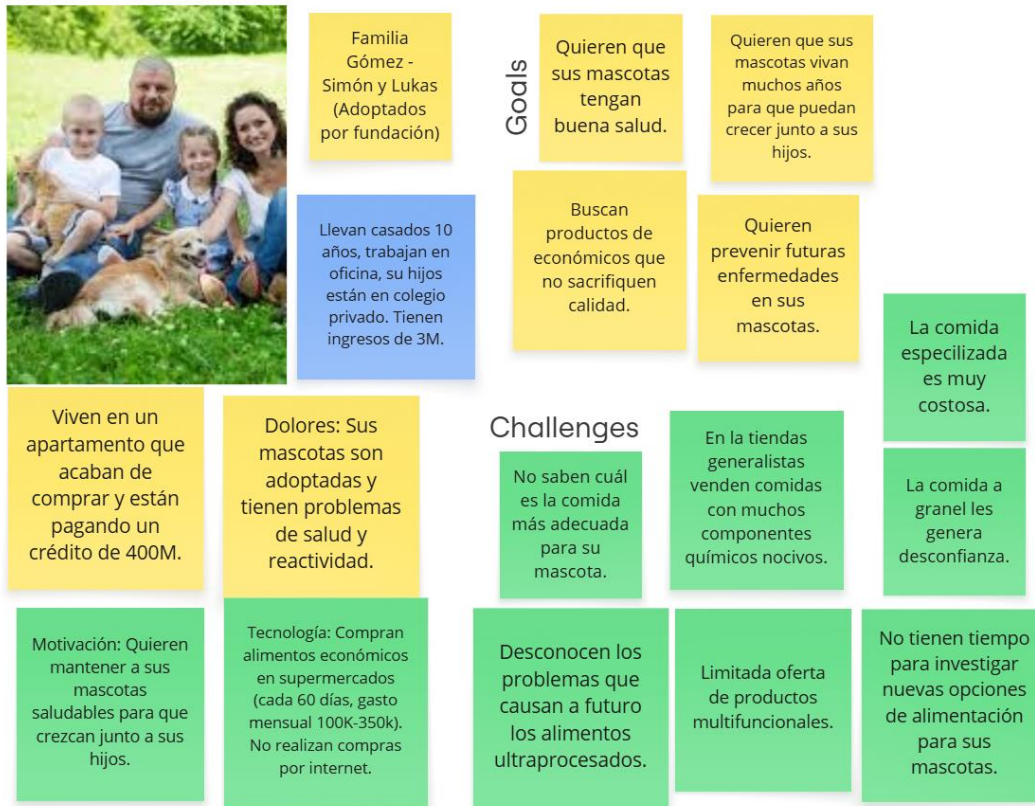 Familia
Gómez -
Simón y Lukas
(Adoptados
por fundación)
Llevan casados 10
años, trabajan en
oficina, su hijos
están en colegio
privado. Tienen
ingresos de 3M.
Viven en un
apartamento que
acaban de
comprar y están
pagando un
crédito de 400M.
Dolores: Sus
mascotas son
adoptadas y
tienen problemas
de salud y
reactividad.
Motivación: Quieren
mantener a sus
mascotas
saludables para que
crezcan junto a sus
hijos.
Tecnología: Compran
alimentos económicos
en supermercados
(cada 60 días, gasto
mensual 100K-350k).
No realizan compras
por internet.
Goals
Quieren que
sus mascotas
tengan
buena salud.
Quieren que sus
mascotas vivan
muchos años
para que puedan
crecer junto a sus
hijos.
Buscan
productos de
económicos que
no sacrifiquen
calidad.
Quieren
prevenir futuras
enfermedades
en sus
mascotas.
Challenges
No saben cuál
es la comida
más adecuada
para su
mascota.
En la tiendas
generalistas
venden comidas
con muchos
componentes
químicos nocivos.
La comida
especilizada
es muy
costosa.
La comida a
granel les
genera
desconfianza.
Desconocen los
problemas que
causan a futuro
los alimentos
ultraprocesados.
Limitada oferta
de productos
multifuncionales.
No tienen tiempo
para investigar
nuevas opciones
de alimentación
para sus
mascotas.